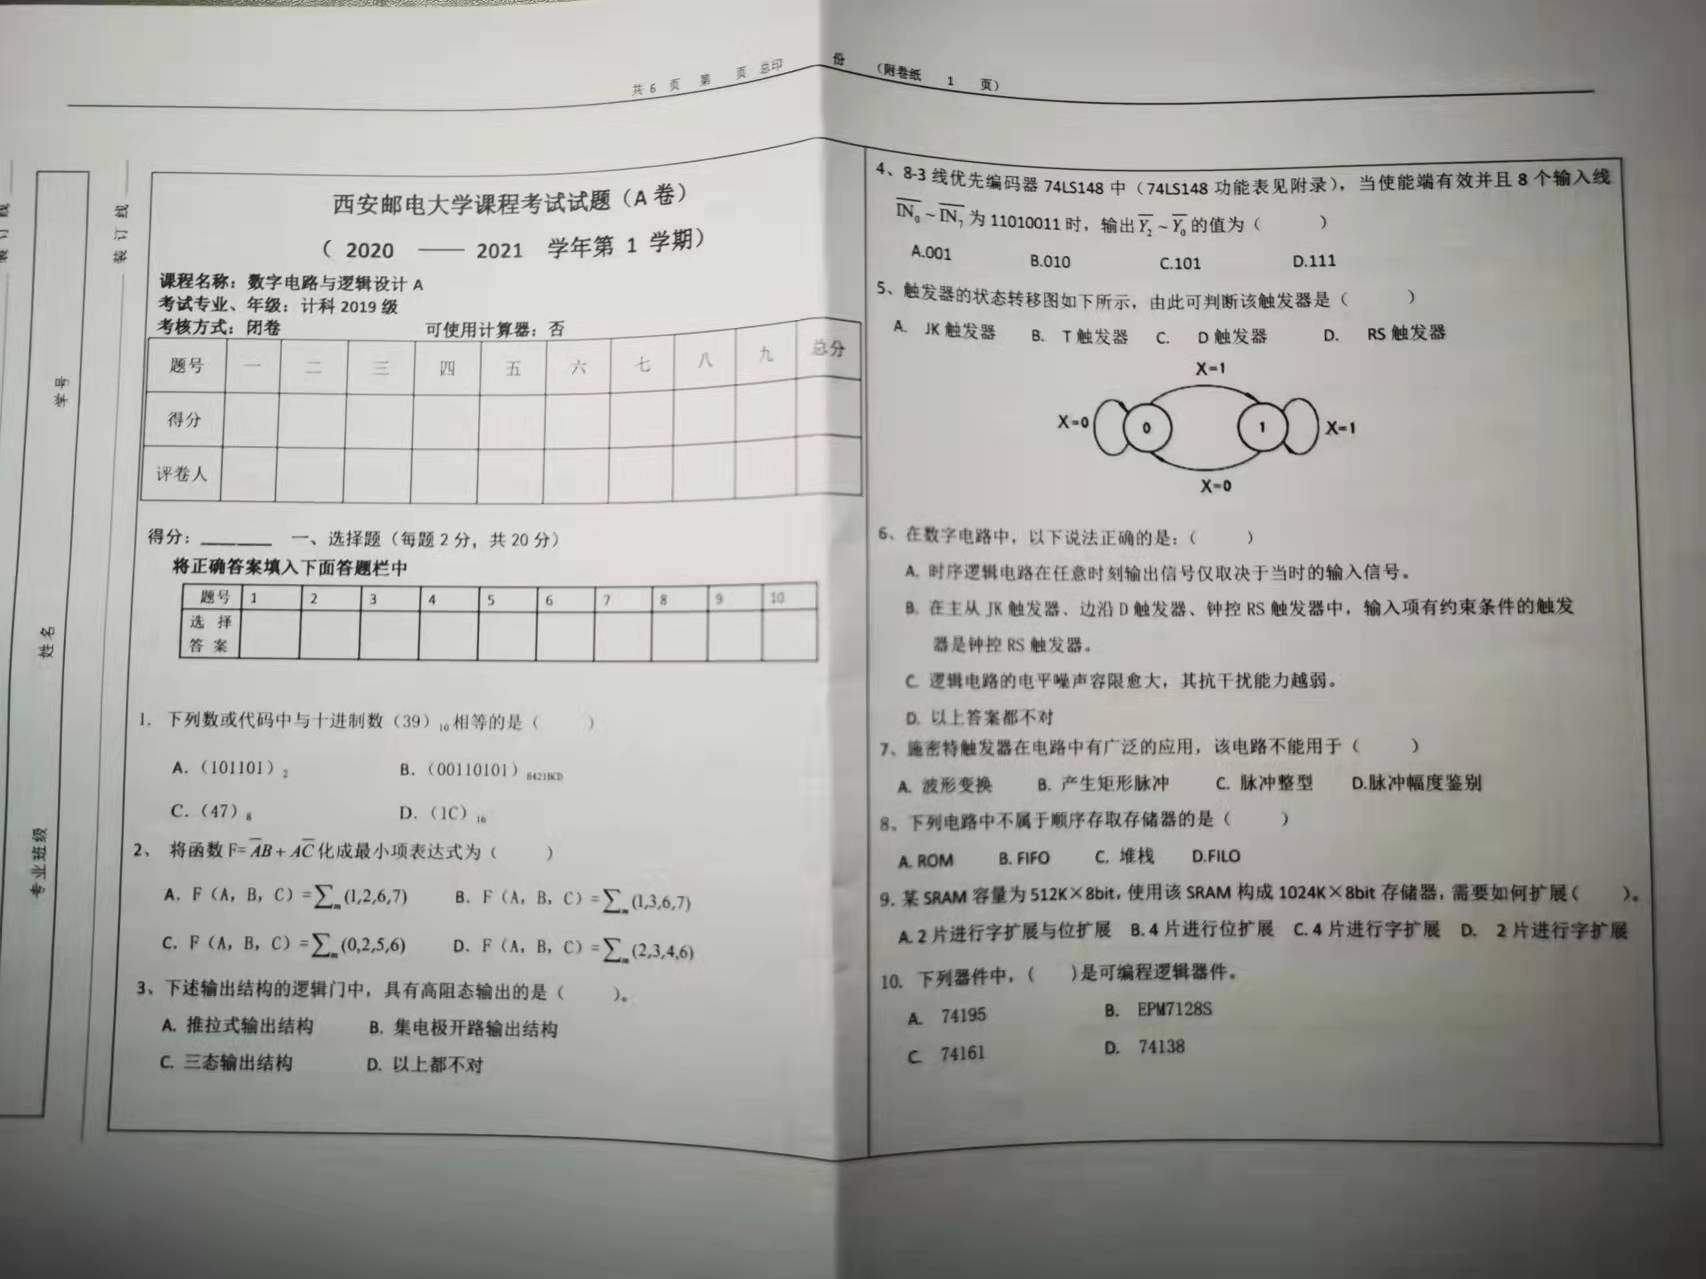 共 6 页 第 页 总印 份 （附卷纸 1 页）
装 订 线
学号
姓名
专业班级
西安邮电大学课程考试试题（A 卷）
（ 2020 —— 2021 学年第 1 学期）
课程名称：数字电路与逻辑设计 A
考试专业、年级：计科 2019 级
考核方式：闭卷 可使用计算器：否
题号 一 二 三 四 五 六 七 八 九 总分
得分
评卷人
得分：________ 一、选择题（每题 2 分，共 20 分）
将正确答案填入下面答题栏中
题号 1 2 3 4 5 6 7 8 9 10
选 择
答 案
1. 下列数或代码中与十进制数（39）₁₀相等的是（ ）
A.（101101）₂ B.（00110101）8421BCD
C.（47）₈ D.（1C）₁₆
2、 将函数 F=A̅B + AC̅ 化成最小项表达式为（ ）
A. F（A，B，C）=∑m(1,2,6,7) B. F（A，B，C）=∑m(1,3,6,7)
C. F（A，B，C）=∑m(0,2,5,6) D. F（A，B，C）=∑m(2,3,4,6)
3、下述输出结构的逻辑门中，具有高阻态输出的是（ ）。
A. 推拉式输出结构 B. 集电极开路输出结构
C. 三态输出结构 D. 以上都不对
4、8-3 线优先编码器 74LS148 中（74LS148 功能表见附录），当使能端有效并且 8 个输入线
I̅N̅₀ ~ I̅N̅₇ 为 11010011 时，输出 Y̅₂ ~ Y̅₀ 的值为（ ）
A.001 B.010 C.101 D.111
5、触发器的状态转移图如下所示，由此可判断该触发器是（ ）
A. JK 触发器 B. T 触发器 C. D 触发器 D. RS 触发器
X=1
X=0 0 1 X=1
X=0
6、在数字电路中，以下说法正确的是：（ ）
A. 时序逻辑电路在任意时刻输出信号仅取决于当时的输入信号。
B. 在主从 JK 触发器、边沿 D 触发器、钟控 RS 触发器中，输入项有约束条件的触发
器是钟控 RS 触发器。
C. 逻辑电路的电平噪声容限愈大，其抗干扰能力越弱。
D. 以上答案都不对
7、施密特触发器在电路中有广泛的应用，该电路不能用于（ ）
A. 波形变换 B. 产生矩形脉冲 C. 脉冲整型 D.脉冲幅度鉴别
8、下列电路中不属于顺序存取存储器的是（ ）
A. ROM B. FIFO C. 堆栈 D.FILO
9. 某 SRAM 容量为 512K×8bit，使用该 SRAM 构成 1024K×8bit 存储器，需要如何扩展（ ）。
A. 2 片进行字扩展与位扩展 B. 4 片进行位扩展 C. 4 片进行字扩展 D. 2 片进行字扩展
10. 下列器件中，（ ）是可编程逻辑器件。
A. 74195 B. EPM7128S
C. 74161 D. 74138